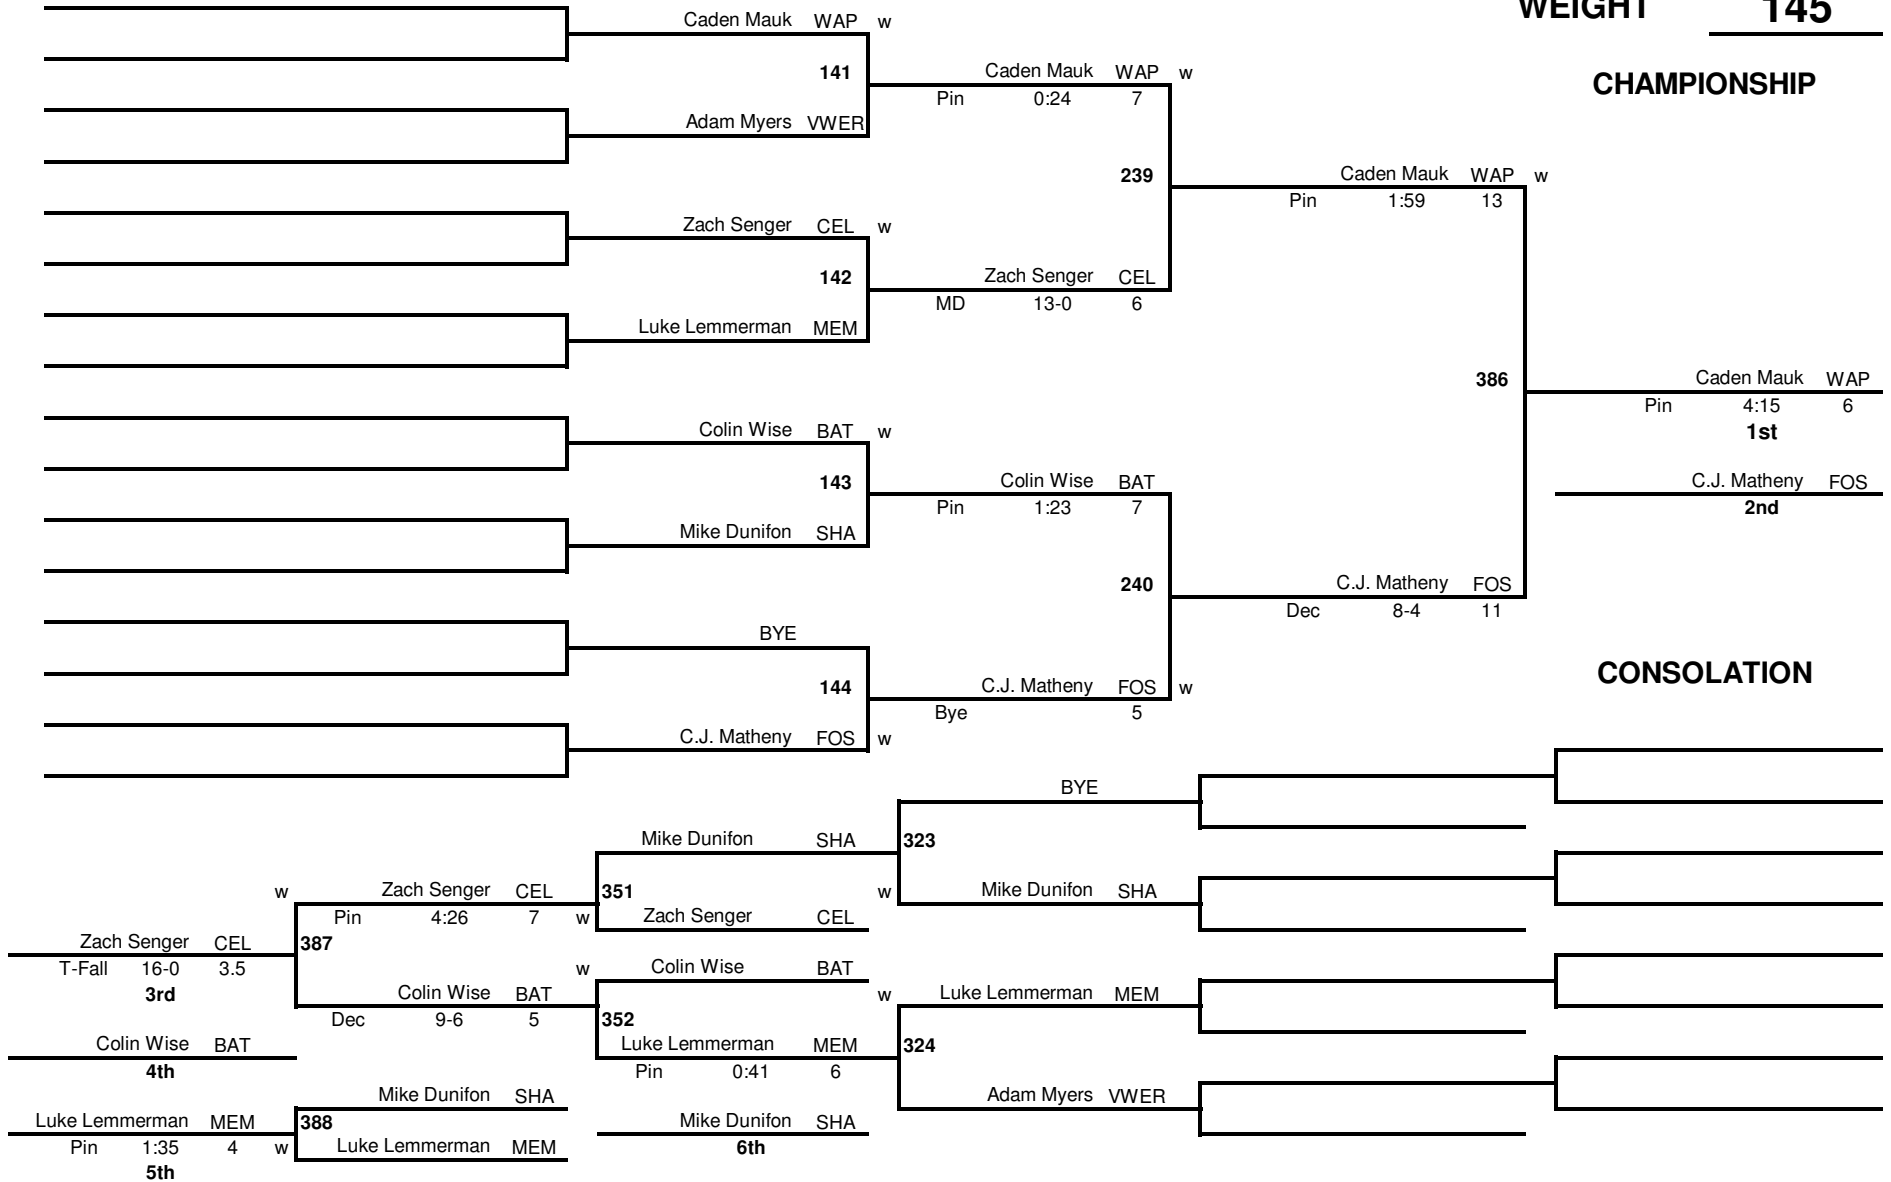 WEIGHT 145
Caden Mauk WAP w
141
Caden Mauk WAP w
Pin 0:24 7
CHAMPIONSHIP
Adam Myers VWER
239
Caden Mauk WAP w
Pin 1:59 13
Zach Senger CEL w
142
Zach Senger CEL
MD 13-0 6
Luke Lemmerman MEM
386
Caden Mauk WAP
Pin 4:15 6
1st
Colin Wise BAT w
143
Colin Wise BAT
Pin 1:23 7
C.J. Matheny FOS
2nd
Mike Dunifon SHA
240
C.J. Matheny FOS
Dec 8-4 11
BYE
144
C.J. Matheny FOS w
Bye 5
CONSOLATION
C.J. Matheny FOS w
BYE
Mike Dunifon SHA
323
w Zach Senger CEL
Pin 4:26 7
351
w Mike Dunifon SHA
w Zach Senger CEL
Zach Senger CEL
T-Fall 16-0 3.5
3rd
387
w Colin Wise BAT
Colin Wise BAT
Dec 9-6 5
352
w Luke Lemmerman MEM
Colin Wise BAT
4th
Luke Lemmerman MEM
Pin 0:41 6
324
Mike Dunifon SHA
Adam Myers VWER
Luke Lemmerman MEM
Pin 1:35 4 w
5th
388
Luke Lemmerman MEM
Mike Dunifon SHA
6th